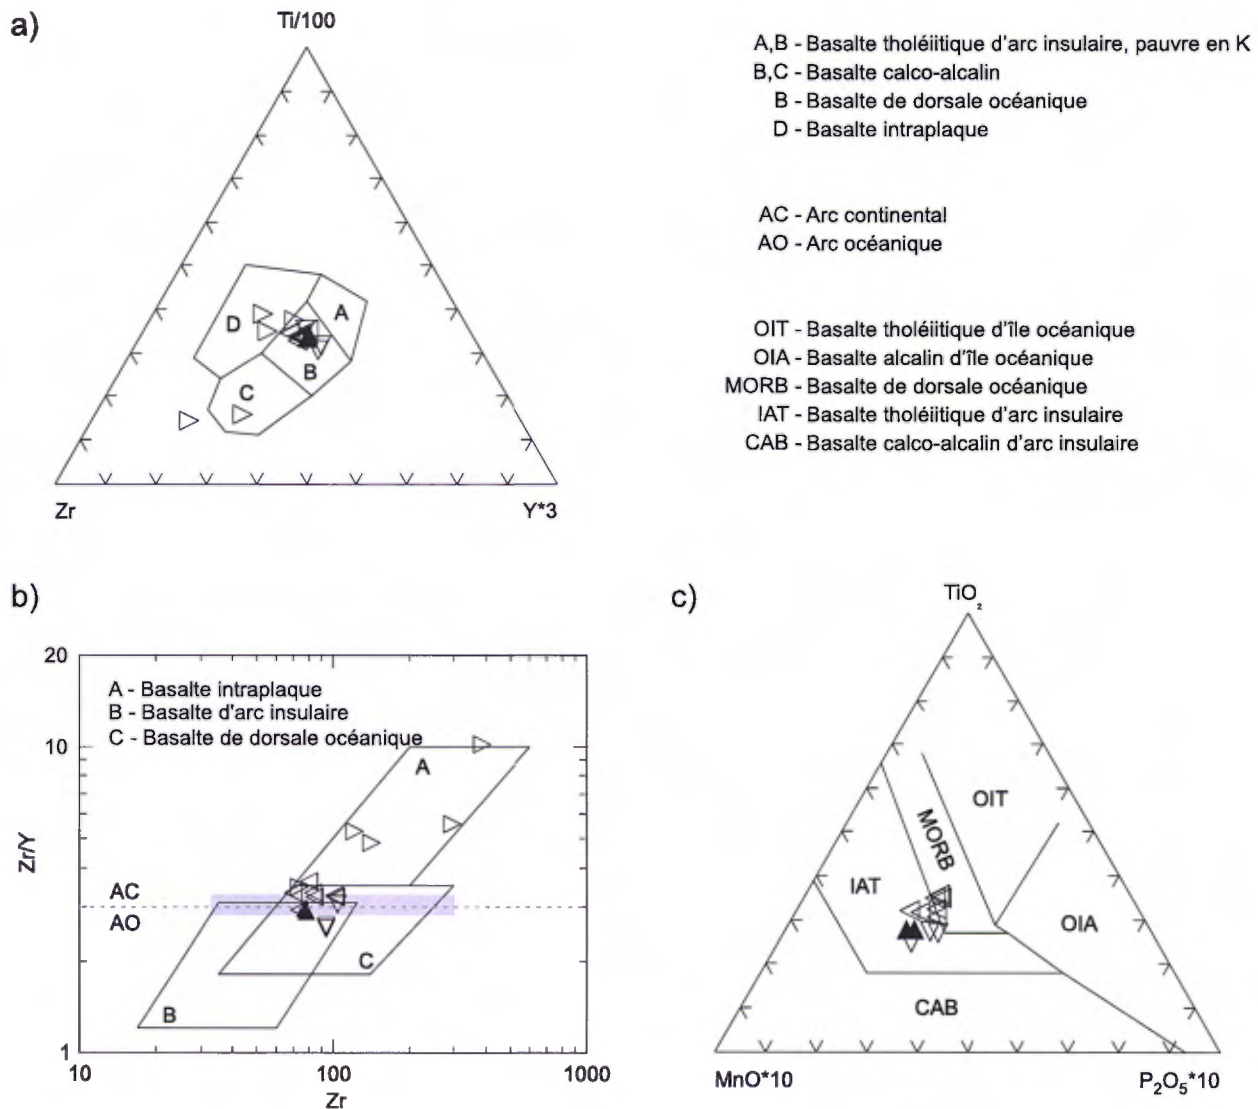 a)
Ti/100
A
D
B
C
Zr
Y*3
A,B - Basalte tholéiitique d'arc insulaire, pauvre en K
B,C - Basalte calco-alcalin
B - Basalte de dorsale océanique
D - Basalte intraplaque
AC - Arc continental
AO - Arc océanique
OIT - Basalte tholéiitique d'île océanique
OIA - Basalte alcalin d'île océanique
MORB - Basalte de dorsale océanique
IAT - Basalte tholéiitique d'arc insulaire
CAB - Basalte calco-alcalin d'arc insulaire
b)
20
10
1
Zr/Y
A - Basalte intraplaque
B - Basalte d'arc insulaire
C - Basalte de dorsale océanique
A
AC
AO
C
B
10
100
1000
Zr
c)
TiO₂
OIT
MORB
IAT
OIA
CAB
MnO*10
P₂O₅*10